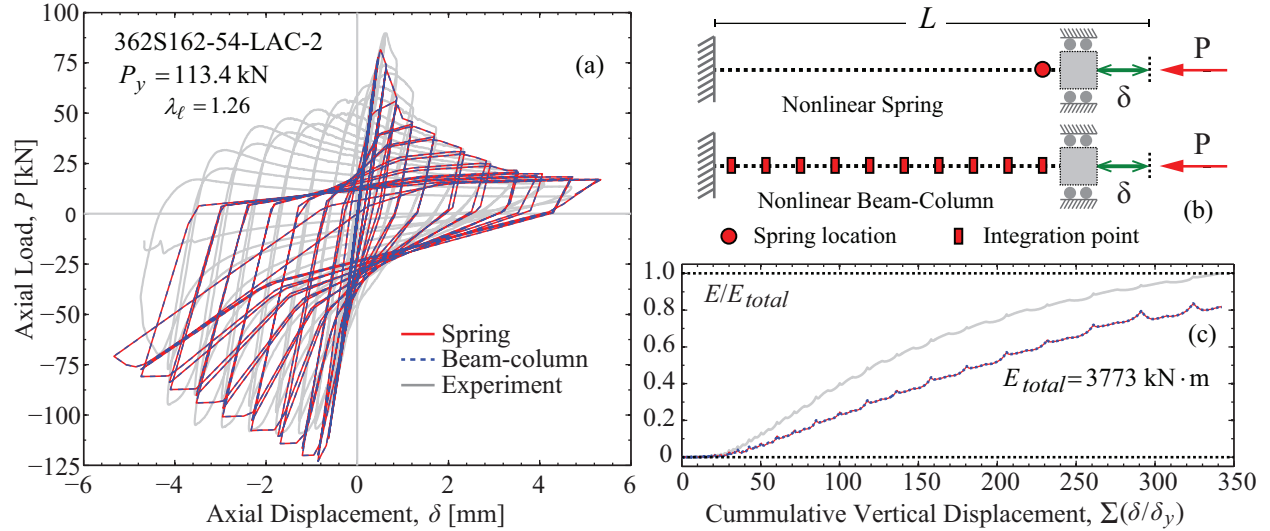 362S162-54-LAC-2
P_y = 113.4 kN
λ_ℓ = 1.26
(a)
Axial Load, P [kN]
100
75
50
25
0
−25
−50
−75
−100
−125
Spring
Beam-column
Experiment
−6
−4
−2
0
2
4
6
Axial Displacement, δ [mm]
L
P
δ
Nonlinear Spring
P
δ
Nonlinear Beam-Column
(b)
Spring location
Integration point
1.0
0.8
0.6
0.4
0.2
0
E/E_total
(c)
E_total = 3773 kN · m
0
50
100
150
200
250
300
350
Cummulative Vertical Displacement, Σ(δ/δ_y)